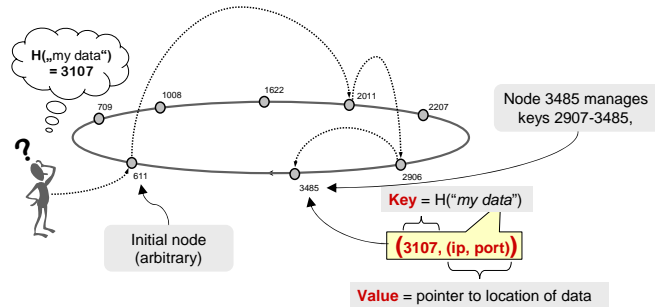 H(„my data“)
= 3107
709
1008
1622
2011
2207
Node 3485 manages
keys 2907-3485,
?
611
3485
2906
Initial node
(arbitrary)
Key = H(“my data”)
(3107, (ip, port))
Value = pointer to location of data